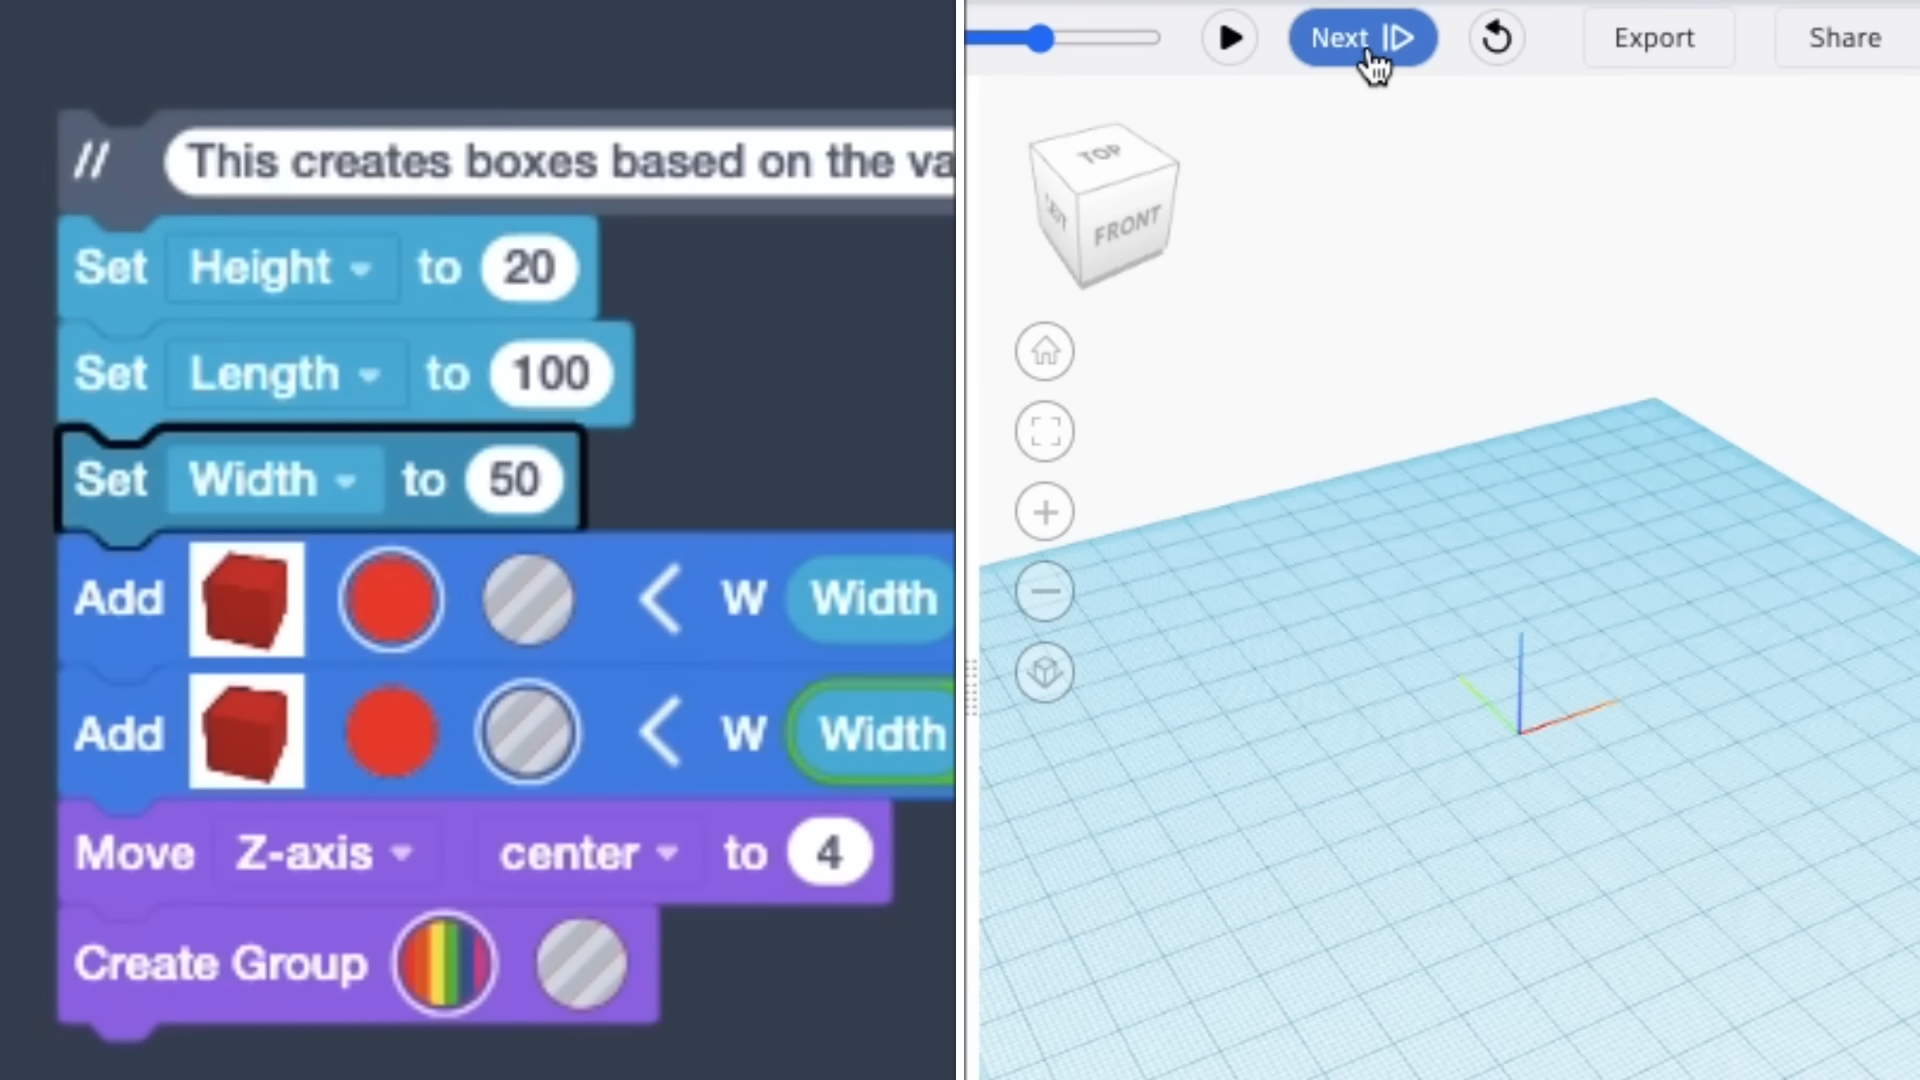 // This creates boxes based on the va
Set Height to 20
Set Length to 100
Set Width to 50
Add W Width
Add W Width
Move Z-axis center to 4
Create Group
Next
Export
Share
TOP
LEFT
FRONT